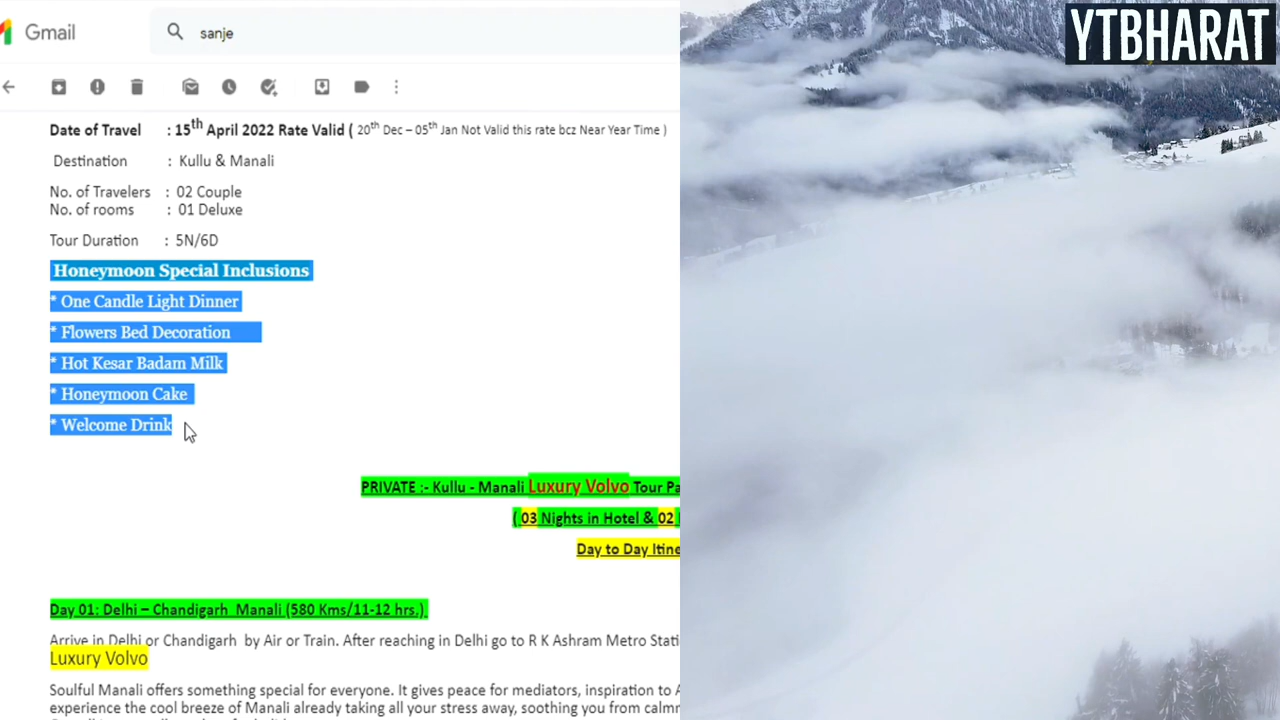 Gmail
sanje
YTBHARAT
Date of Travel : 15th April 2022 Rate Valid ( 20th Dec – 05th Jan Not Valid this rate bcz Near Year Time )
Destination : Kullu & Manali
No. of Travelers : 02 Couple
No. of rooms : 01 Deluxe
Tour Duration : 5N/6D
Honeymoon Special Inclusions
* One Candle Light Dinner
* Flowers Bed Decoration
* Hot Kesar Badam Milk
* Honeymoon Cake
* Welcome Drink
PRIVATE :- Kullu - Manali Luxury Volvo Tour Pa
( 03 Nights in Hotel & 02
Day to Day Itine
Day 01: Delhi – Chandigarh Manali (580 Kms/11-12 hrs.)
Arrive in Delhi or Chandigarh by Air or Train. After reaching in Delhi go to R K Ashram Metro Stati
Luxury Volvo
Soulful Manali offers something special for everyone. It gives peace for mediators, inspiration to A
experience the cool breeze of Manali already taking all your stress away, soothing you from calm